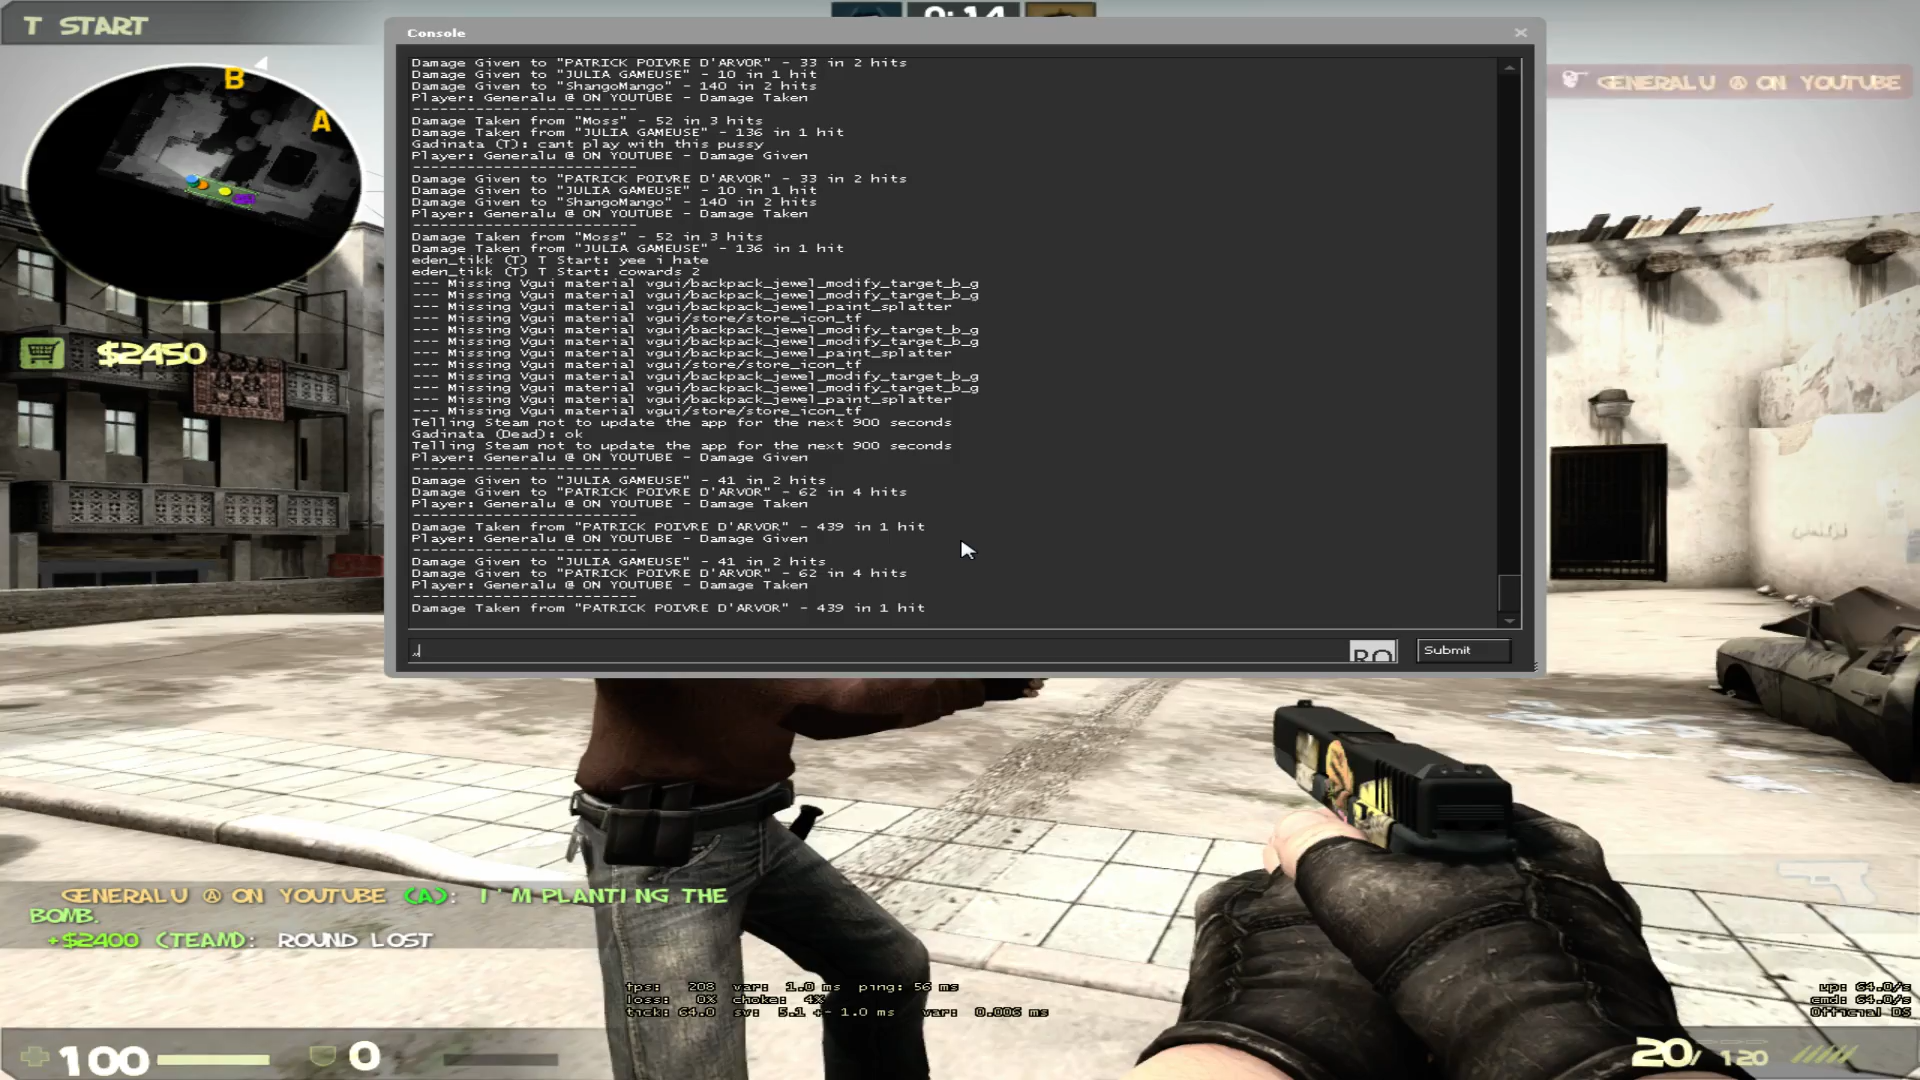 T START
0:14
Console
B
A
GENERALU @ ON YOUTUBE
$2450
Damage Given to "PATRICK POIVRE D'ARVOR" - 33 in 2 hits
Damage Given to "JULIA GAMEUSE" - 10 in 1 hit
Damage Given to "ShangoMango" - 140 in 2 hits
Player: Generalu @ ON YOUTUBE - Damage Taken
-------------------------
Damage Taken from "Moss" - 52 in 3 hits
Damage Taken from "JULIA GAMEUSE" - 136 in 1 hit
Gadinata (T): cant play with this pussy
Player: Generalu @ ON YOUTUBE - Damage Given
-------------------------
Damage Given to "PATRICK POIVRE D'ARVOR" - 33 in 2 hits
Damage Given to "JULIA GAMEUSE" - 10 in 1 hit
Damage Given to "ShangoMango" - 140 in 2 hits
Player: Generalu @ ON YOUTUBE - Damage Taken
-------------------------
Damage Taken from "Moss" - 52 in 3 hits
Damage Taken from "JULIA GAMEUSE" - 136 in 1 hit
eden_tikk (T) T Start: yee i hate
eden_tikk (T) T Start: cowards 2
--- Missing Vgui material vgui/backpack_jewel_modify_target_b_g
--- Missing Vgui material vgui/backpack_jewel_modify_target_b_g
--- Missing Vgui material vgui/backpack_jewel_paint_splatter
--- Missing Vgui material vgui/store/store_icon_tf
--- Missing Vgui material vgui/backpack_jewel_modify_target_b_g
--- Missing Vgui material vgui/backpack_jewel_modify_target_b_g
--- Missing Vgui material vgui/backpack_jewel_paint_splatter
--- Missing Vgui material vgui/store/store_icon_tf
--- Missing Vgui material vgui/backpack_jewel_modify_target_b_g
--- Missing Vgui material vgui/backpack_jewel_modify_target_b_g
--- Missing Vgui material vgui/backpack_jewel_paint_splatter
--- Missing Vgui material vgui/store/store_icon_tf
Telling Steam not to update the app for the next 900 seconds
Gadinata (Dead): ok
Telling Steam not to update the app for the next 900 seconds
Player: Generalu @ ON YOUTUBE - Damage Given
-------------------------
Damage Given to "JULIA GAMEUSE" - 41 in 2 hits
Damage Given to "PATRICK POIVRE D'ARVOR" - 62 in 4 hits
Player: Generalu @ ON YOUTUBE - Damage Taken
-------------------------
Damage Taken from "PATRICK POIVRE D'ARVOR" - 439 in 1 hit
Player: Generalu @ ON YOUTUBE - Damage Given
-------------------------
Damage Given to "JULIA GAMEUSE" - 41 in 2 hits
Damage Given to "PATRICK POIVRE D'ARVOR" - 62 in 4 hits
Player: Generalu @ ON YOUTUBE - Damage Taken
-------------------------
Damage Taken from "PATRICK POIVRE D'ARVOR" - 439 in 1 hit
„
RO
Submit
GENERALU @ ON YOUTUBE (A): I'M PLANTING THE
BOMB.
+$2400 (TEAM): ROUND LOST
fps: 208 var: 1.0 ms ping: 56 ms
loss: 0% choke: 4%
tick: 64.0 sv: 5.1 +- 1.0 ms var: 0.006 ms
up: 64.0/s
cmd: 64.0/s
Official DS
100
0
20/ 120